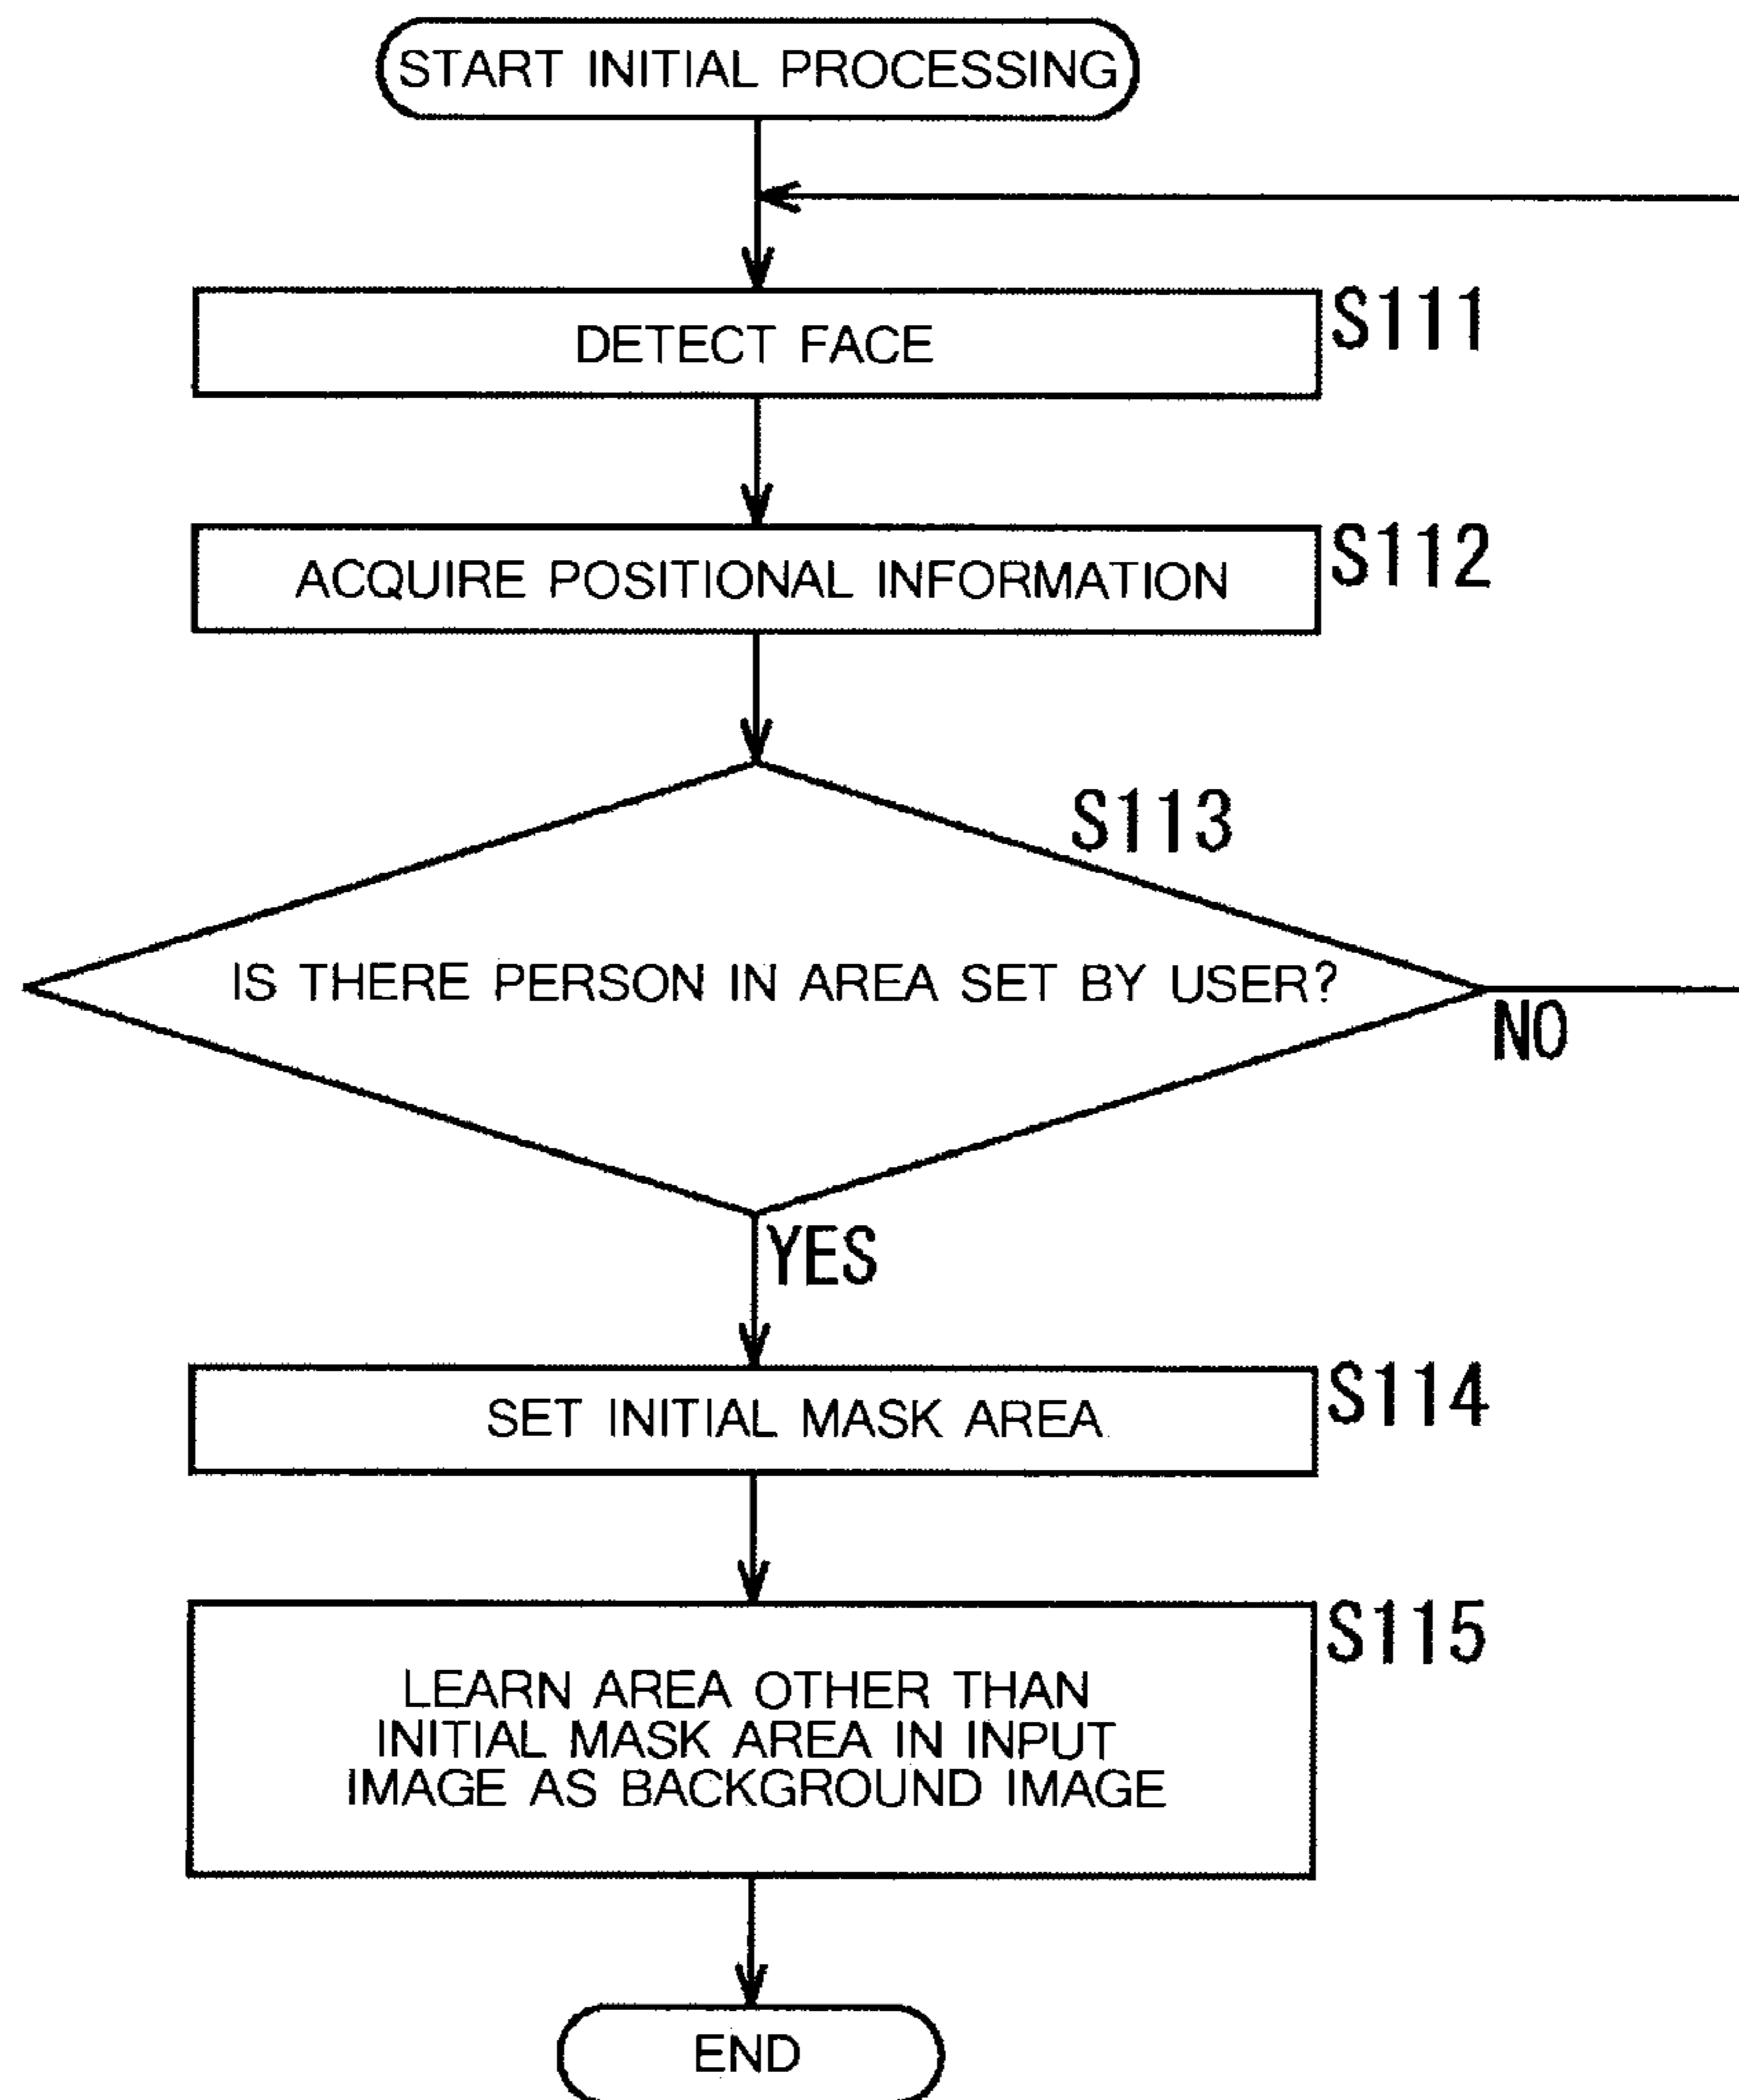 START INITIAL PROCESSING
DETECT FACE
S111
ACQUIRE POSITIONAL INFORMATION
S112
S113
IS THERE PERSON IN AREA SET BY USER?
NO
YES
SET INITIAL MASK AREA
S114
S115
LEARN AREA OTHER THAN
INITIAL MASK AREA IN INPUT
IMAGE AS BACKGROUND IMAGE
END